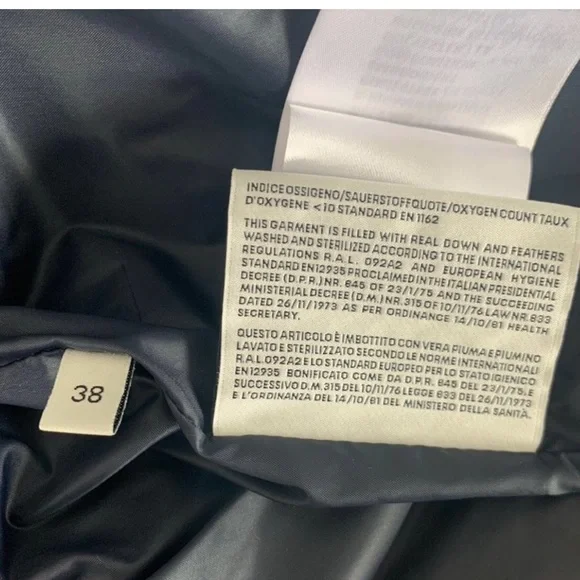 INDICE OSSIGENO/SAUERSTOFFQUOTE/OXYGEN COUNT TAUX
D'OXYGENE <10 STANDARD EN 1162
THIS GARMENT IS FILLED WITH REAL DOWN AND FEATHERS
WASHED AND STERILIZED ACCORDING TO THE INTERNATIONAL
REGULATIONS R.A.L. 092A2 AND EUROPEAN HYGIENE
STANDARD EN12935 PROCLAIMED IN THE ITALIAN PRESIDENTIAL
DECREE (D.P.R.) NR. 845 OF 23/1/75 AND THE SUCCEEDING
MINISTERIAL DECREE (D.M.) NR. 315 OF 10/11/76 LAW NR. 833
DATED 26/11/1973 AS PER ORDINANCE 14/10/81 HEALTH
SECRETARY.
QUESTO ARTICOLO È IMBOTTITO CON VERA PIUMA E PIUMINO
LAVATO E STERILIZZATO SECONDO LE NORME INTERNATIONALI
R.A.L. 092A2 E LO STANDARD EUROPEO PER LO STATO IGIENICO
EN 12935 BONIFICATO COME DA D.P.R. 845 DEL 23/1/75, E
SUCCESSIVO D.M. 315 DEL 10/11/76 LEGGE 833 DEL 26/11/1973
E L'ORDINANZA DEL 14/10/81 DEL MINISTERO DELLA SANITÀ.
38